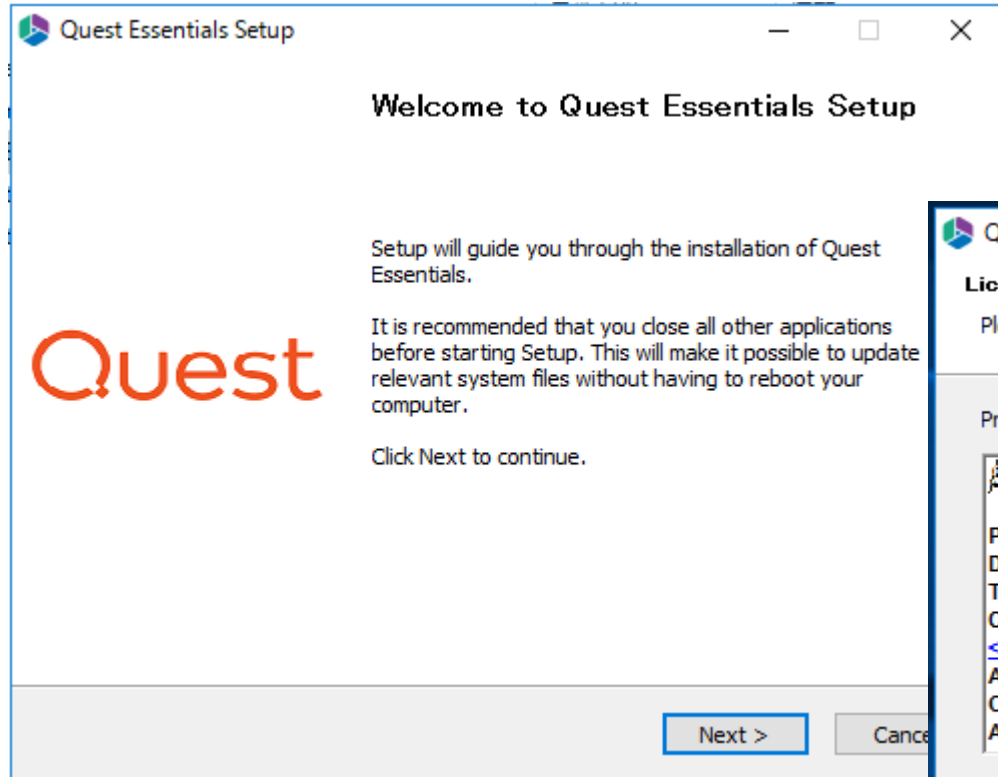 Quest Essentials Setup
Welcome to Quest Essentials Setup
Setup will guide you through the installation of Quest
Essentials.
It is recommended that you close all other applications
before starting Setup. This will make it possible to update
relevant system files without having to reboot your
computer.
Click Next to continue.
Quest
Next >